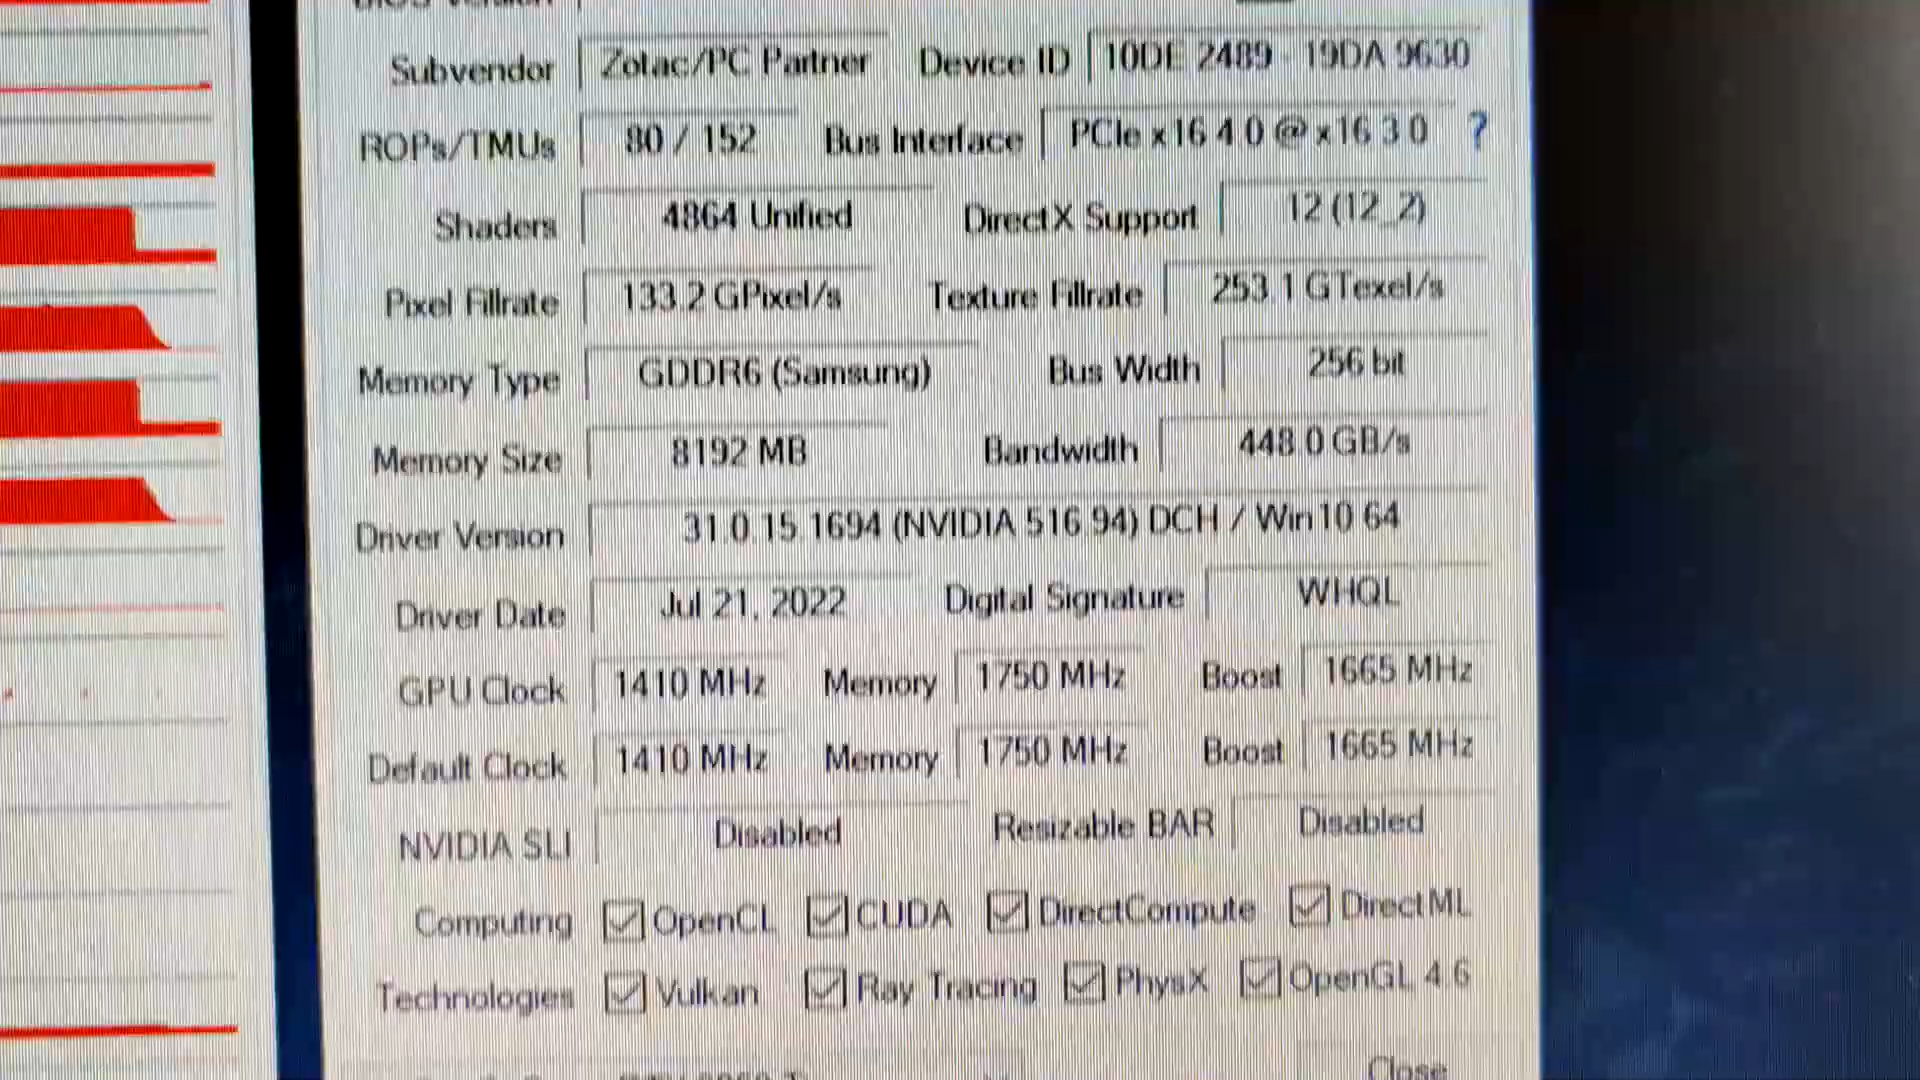 Subvendor Zotac/PC Partner Device ID 10DE 2489 - 19DA 9630
ROPs/TMUs 80 / 152 Bus Interface PCIe x16 4.0 @ x16 3.0 ?
Shaders 4864 Unified DirectX Support 12 (12_2)
Pixel Fillrate 133.2 GPixel/s Texture Fillrate 253.1 GTexel/s
Memory Type GDDR6 (Samsung) Bus Width 256 bit
Memory Size 8192 MB Bandwidth 448.0 GB/s
Driver Version 31.0.15.1694 (NVIDIA 516.94) DCH / Win10 64
Driver Date Jul 21, 2022 Digital Signature WHQL
GPU Clock 1410 MHz Memory 1750 MHz Boost 1665 MHz
Default Clock 1410 MHz Memory 1750 MHz Boost 1665 MHz
NVIDIA SLI Disabled Resizable BAR Disabled
Computing OpenCL CUDA DirectCompute DirectML
Technologies Vulkan Ray Tracing PhysX OpenGL 4.6
Close